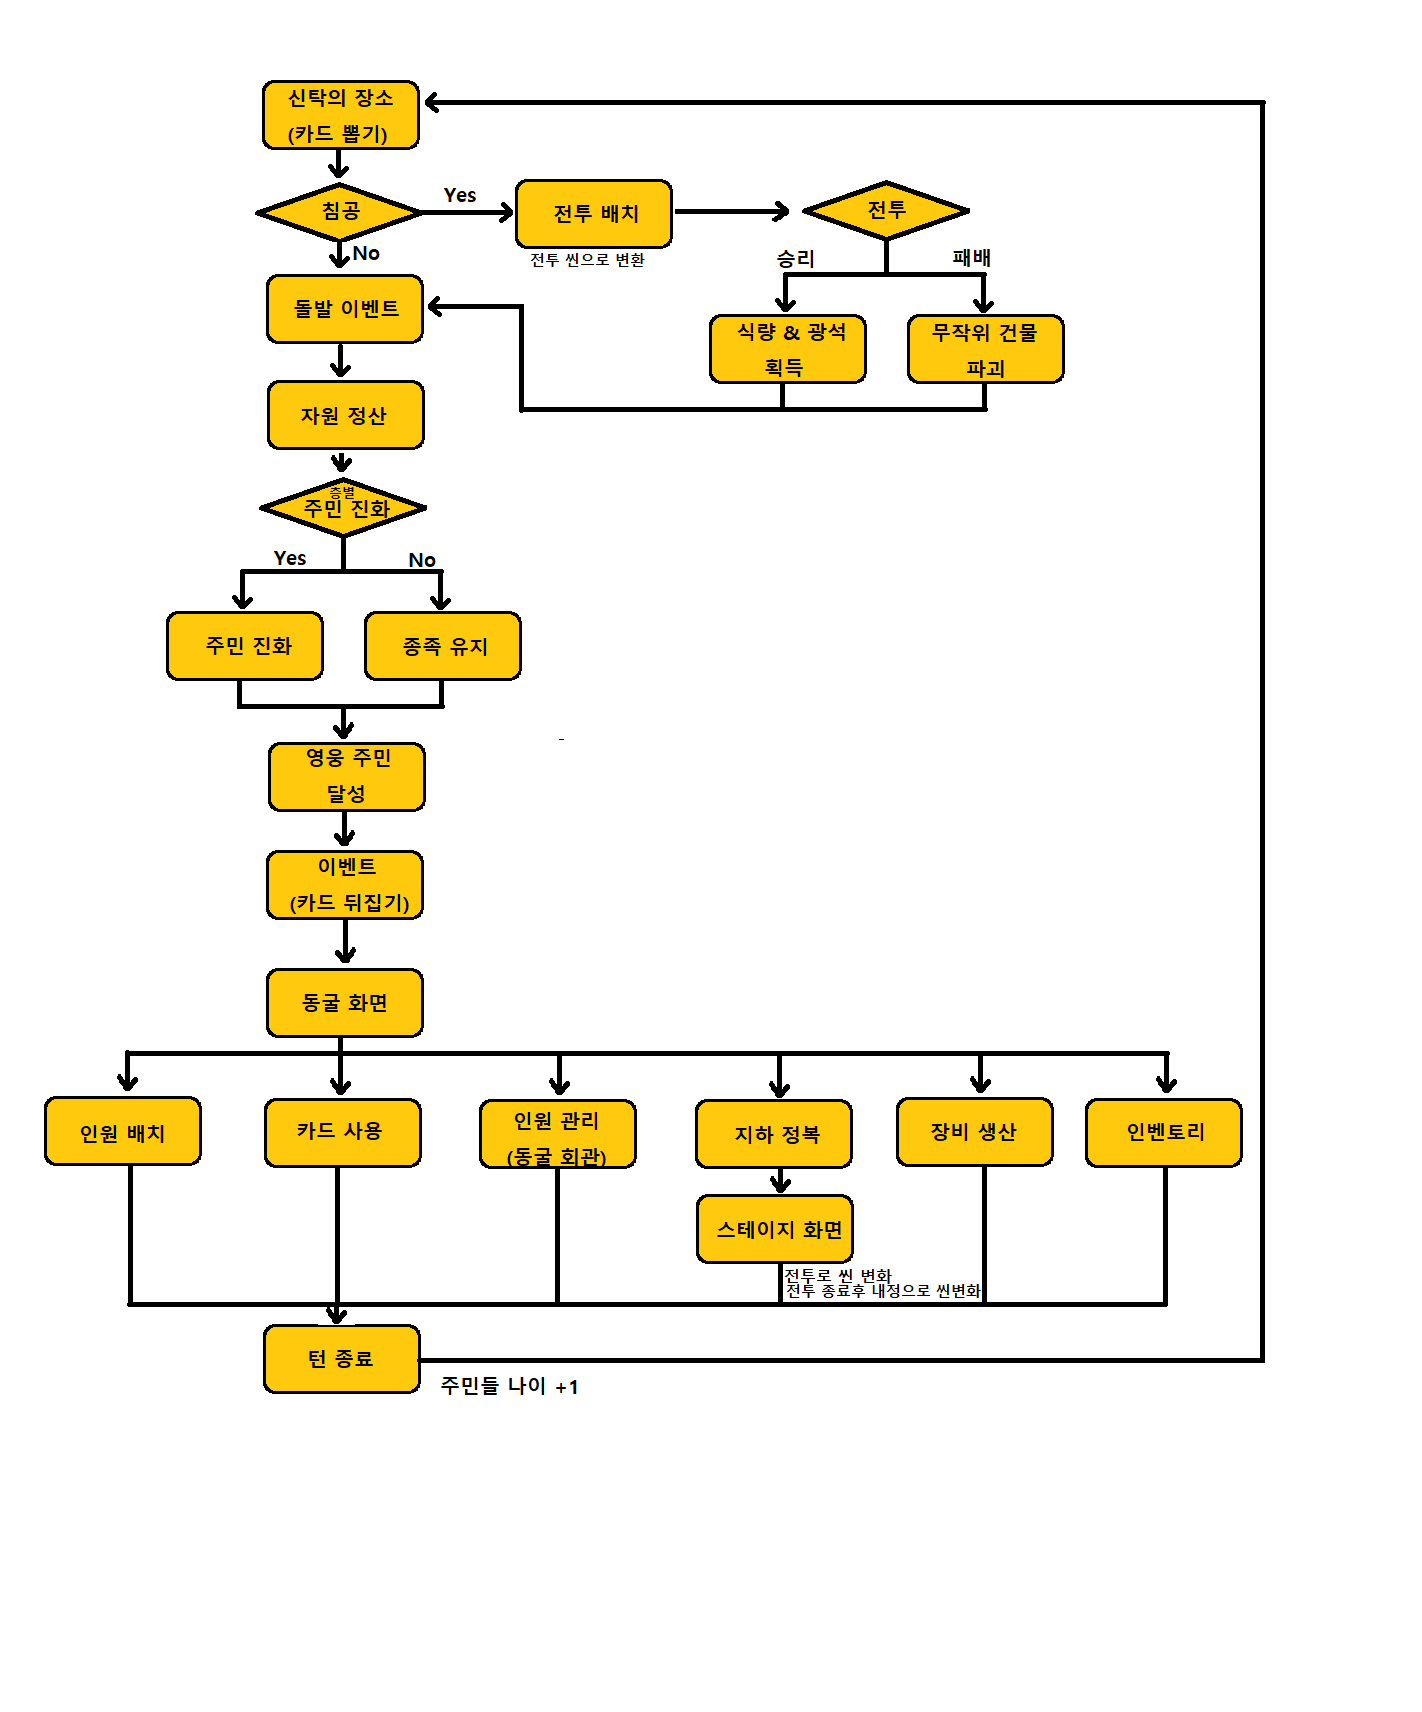 신탁의 장소
(카드 뽑기)
침공
Yes
No
전투 배치
전투 씬으로 변환
전투
승리
패배
식량 & 광석
획득
무작위 건물
파괴
돌발 이벤트
자원 정산
층별
주민 진화
Yes
No
주민 진화
종족 유지
영웅 주민
달성
이벤트
(카드 뒤집기)
동굴 화면
인원 배치
카드 사용
인원 관리
(동굴 회관)
지하 정복
장비 생산
인벤토리
스테이지 화면
전투로 씬 변화
전투 종료후 내정으로 씬변화
턴 종료
주민들 나이 +1